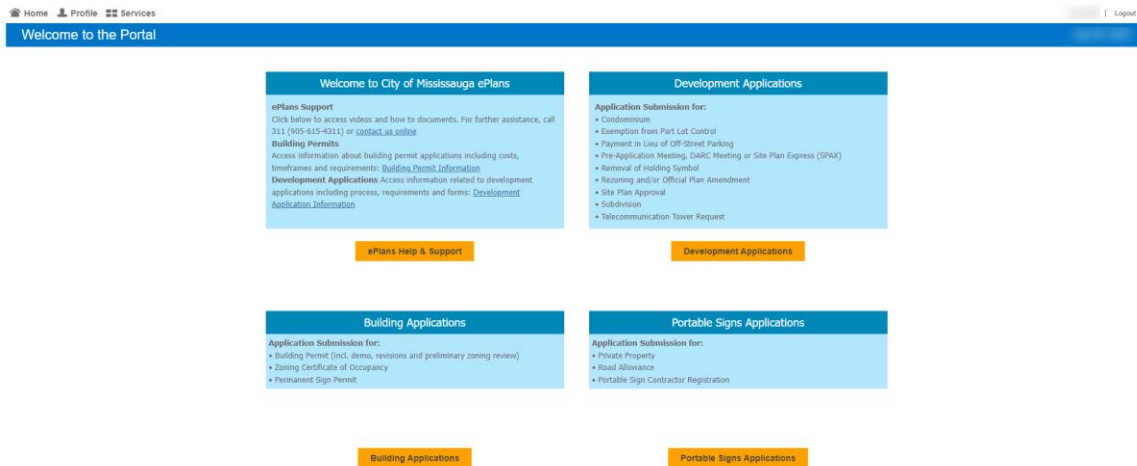 Home Profile Services | Logout
Welcome to the Portal
Welcome to City of Mississauga ePlans
ePlans Support
Click below to access videos and how to documents. For further assistance, call
311 (905-615-4311) or contact us online
Building Permits
Access information about building permit applications including costs,
timeframes and requirements: Building Permit Information
Development Applications Access information related to development
applications including process, requirements and forms: Development
Application Information
ePlans Help & Support
Development Applications
Application Submission for:
• Condominium
• Exemption from Part Lot Control
• Payment in Lieu of Off-Street Parking
• Pre-Application Meeting, DARC Meeting or Site Plan Express (SPAX)
• Removal of Holding Symbol
• Rezoning and/or Official Plan Amendment
• Site Plan Approval
• Subdivision
• Telecommunication Tower Request
Development Applications
Building Applications
Application Submission for:
• Building Permit (incl. demo, revisions and preliminary zoning review)
• Zoning Certificate of Occupancy
• Permanent Sign Permit
Building Applications
Portable Signs Applications
Application Submission for:
• Private Property
• Road Allowance
• Portable Sign Contractor Registration
Portable Signs Applications